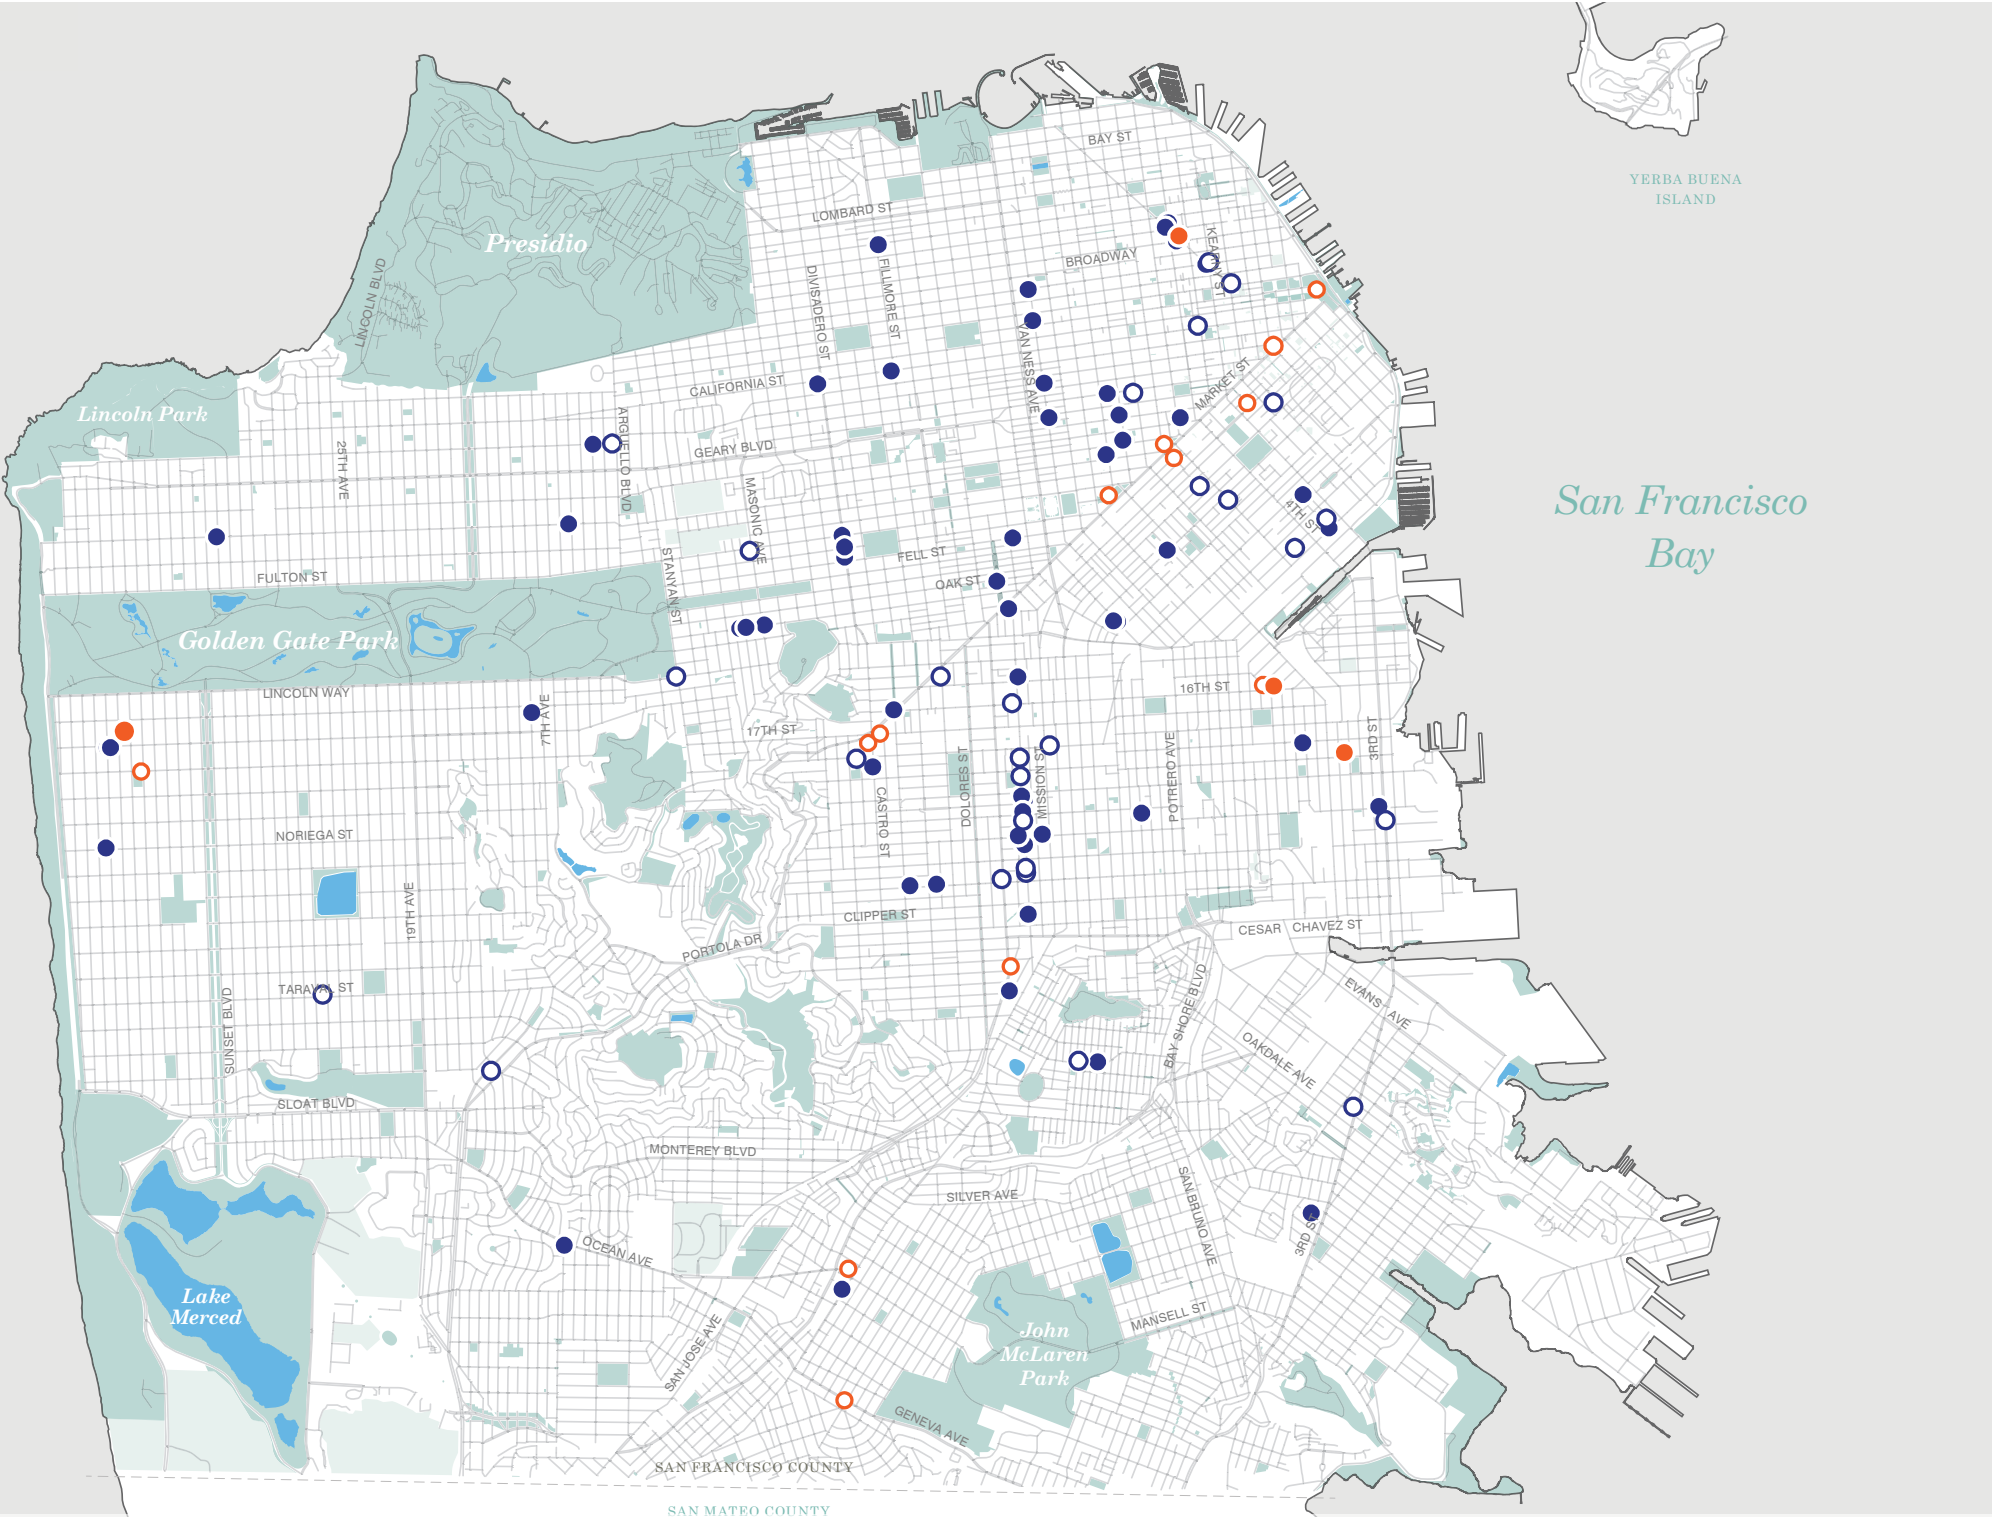 YERBA BUENA
ISLAND
BAY ST
LOMBARD ST
KEARNY ST
Presidio
BROADWAY
LINCOLN BLVD
DIVISADERO ST
FILLMORE ST
VAN NESS AVE
CALIFORNIA ST
MARKET ST
Lincoln Park
ARGUELLO BLVD
25TH AVE
GEARY BLVD
San Francisco
Bay
MASONIC AVE
4TH ST
FELL ST
STANYAN ST
FULTON ST
OAK ST
Golden Gate Park
LINCOLN WAY
16TH ST
7TH AVE
17TH ST
3RD ST
DOLORES ST
MISSION ST
POTRERO AVE
CASTRO ST
NORIEGA ST
19TH AVE
CLIPPER ST
CESAR CHAVEZ ST
PORTOLA DR
TARAVAL ST
SUNSET BLVD
BAY SHORE BLVD
EVANS AVE
OAKDALE AVE
SLOAT BLVD
MONTEREY BLVD
SILVER AVE
SAN BRUNO AVE
OCEAN AVE
3RD ST
Lake
Merced
MANSELL ST
John
McLaren
Park
SAN JOSE AVE
GENEVA AVE
SAN FRANCISCO COUNTY
SAN MATEO COUNTY